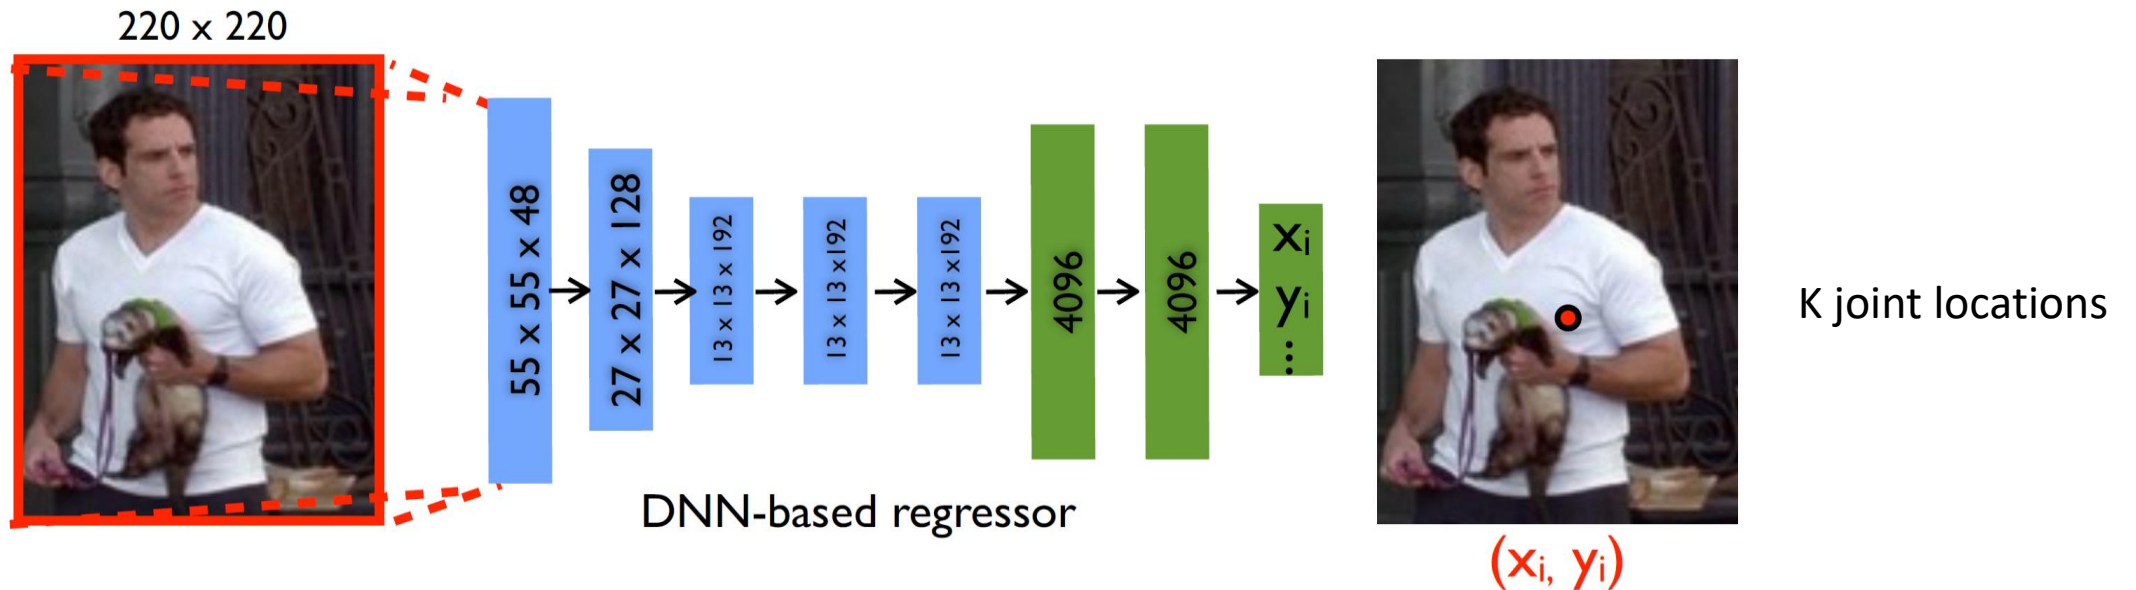 220 x 220
55 x 55 x 48
27 x 27 x 128
13 x 13 x 192
13 x 13 x192
13 x 13 x192
4096
4096
xi
yi
...
DNN-based regressor
(xi, yi)
K joint locations